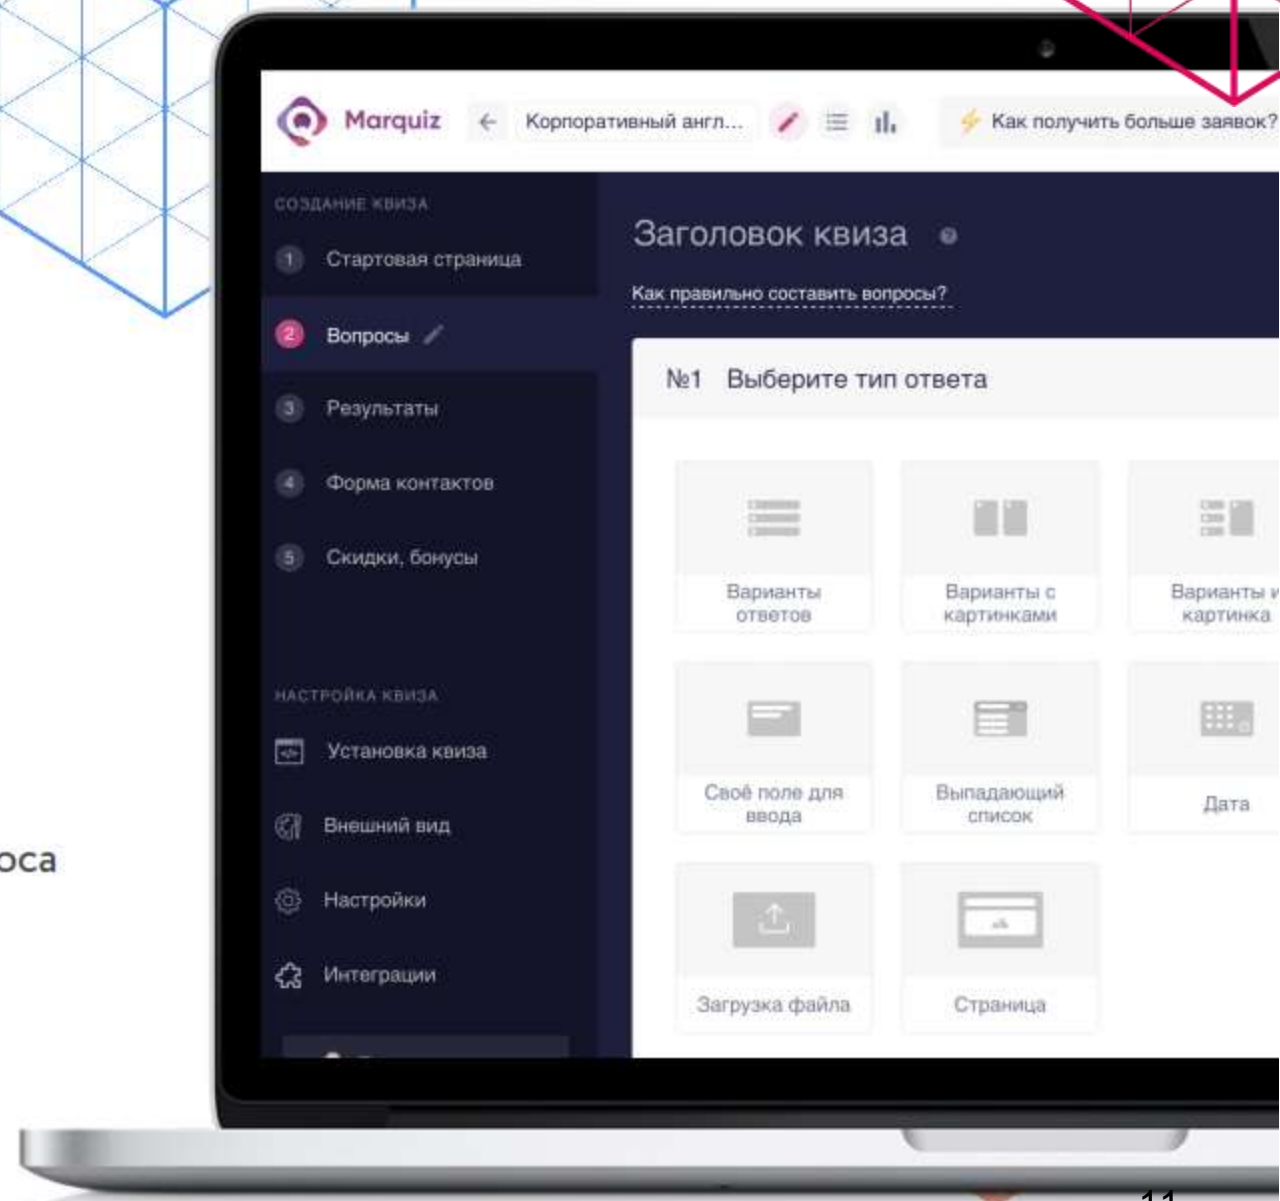 Marquiz
Корпоративный англ...
Как получить больше заявок?
СОЗДАНИЕ КВИЗА
1 Стартовая страница
2 Вопросы
3 Результаты
4 Форма контактов
5 Скидки, бонусы
НАСТРОЙКА КВИЗА
Установка квиза
Внешний вид
Настройки
Интеграции
Заголовок квиза
Как правильно составить вопросы?
№1 Выберите тип ответа
Варианты
ответов
Варианты с
картинками
Варианты и
картинка
Своё поле для
ввода
Выпадающий
список
Дата
Загрузка файла
Страница
оса
11